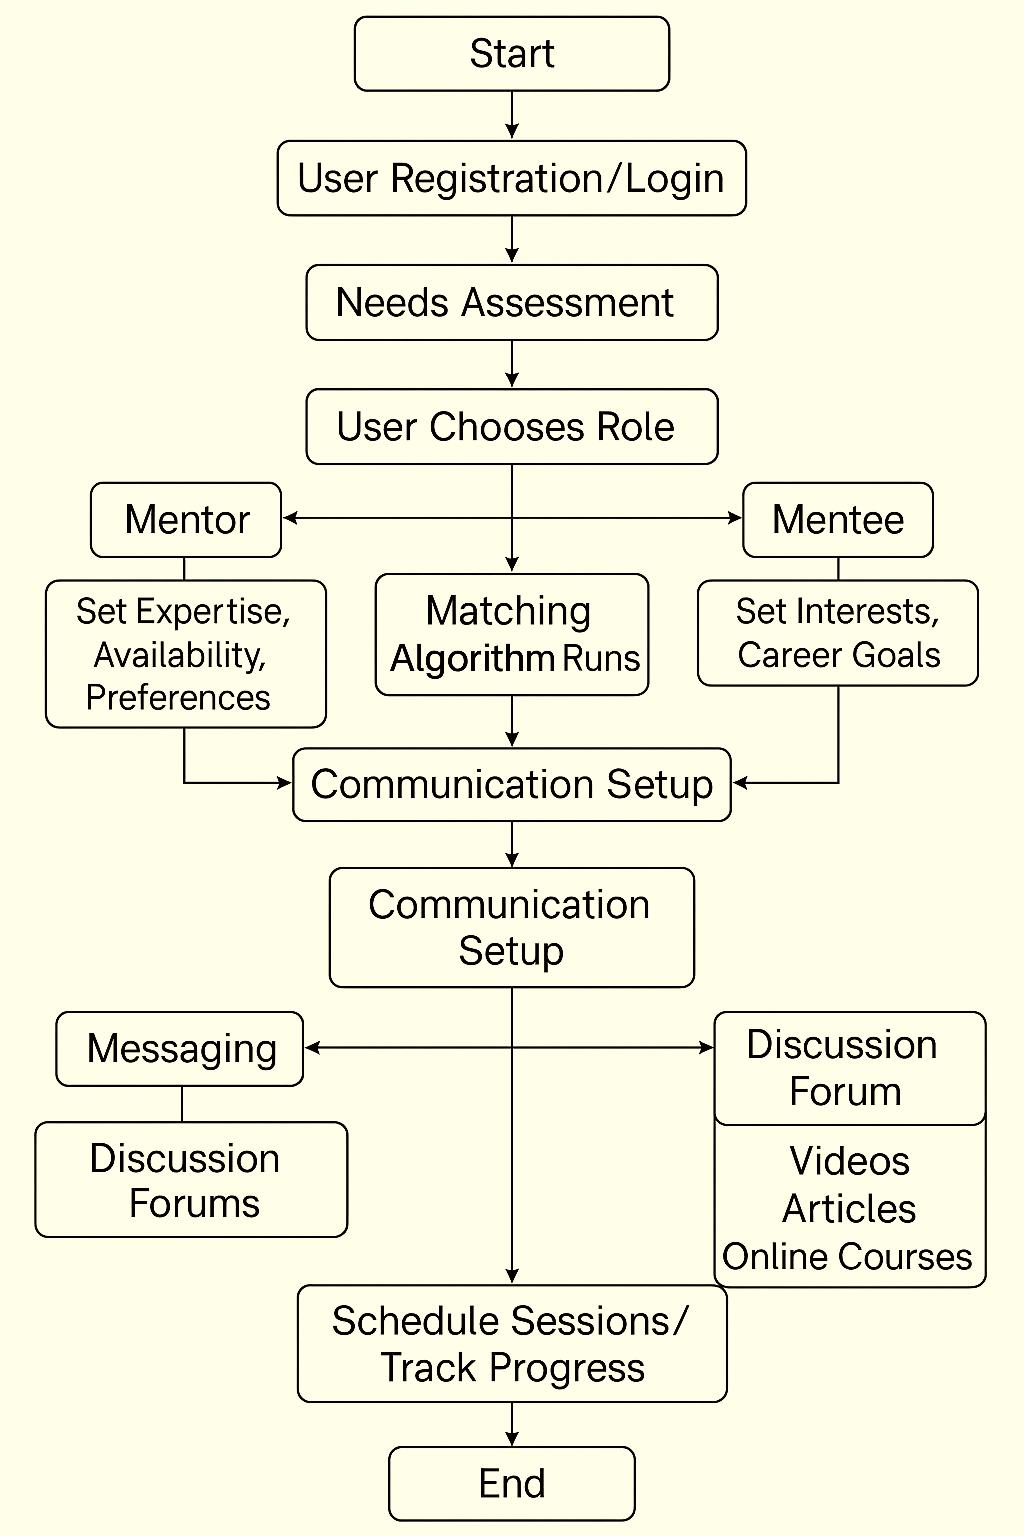 Start
User Registration/Login
Needs Assessment
User Chooses Role
Mentor
Mentee
Set Expertise,
Availability,
Preferences
Matching
Algorithm Runs
Set Interests,
Career Goals
Communication Setup
Communication
Setup
Messaging
Discussion
Forums
Discussion
Forum
Videos
Articles
Online Courses
Schedule Sessions/
Track Progress
End